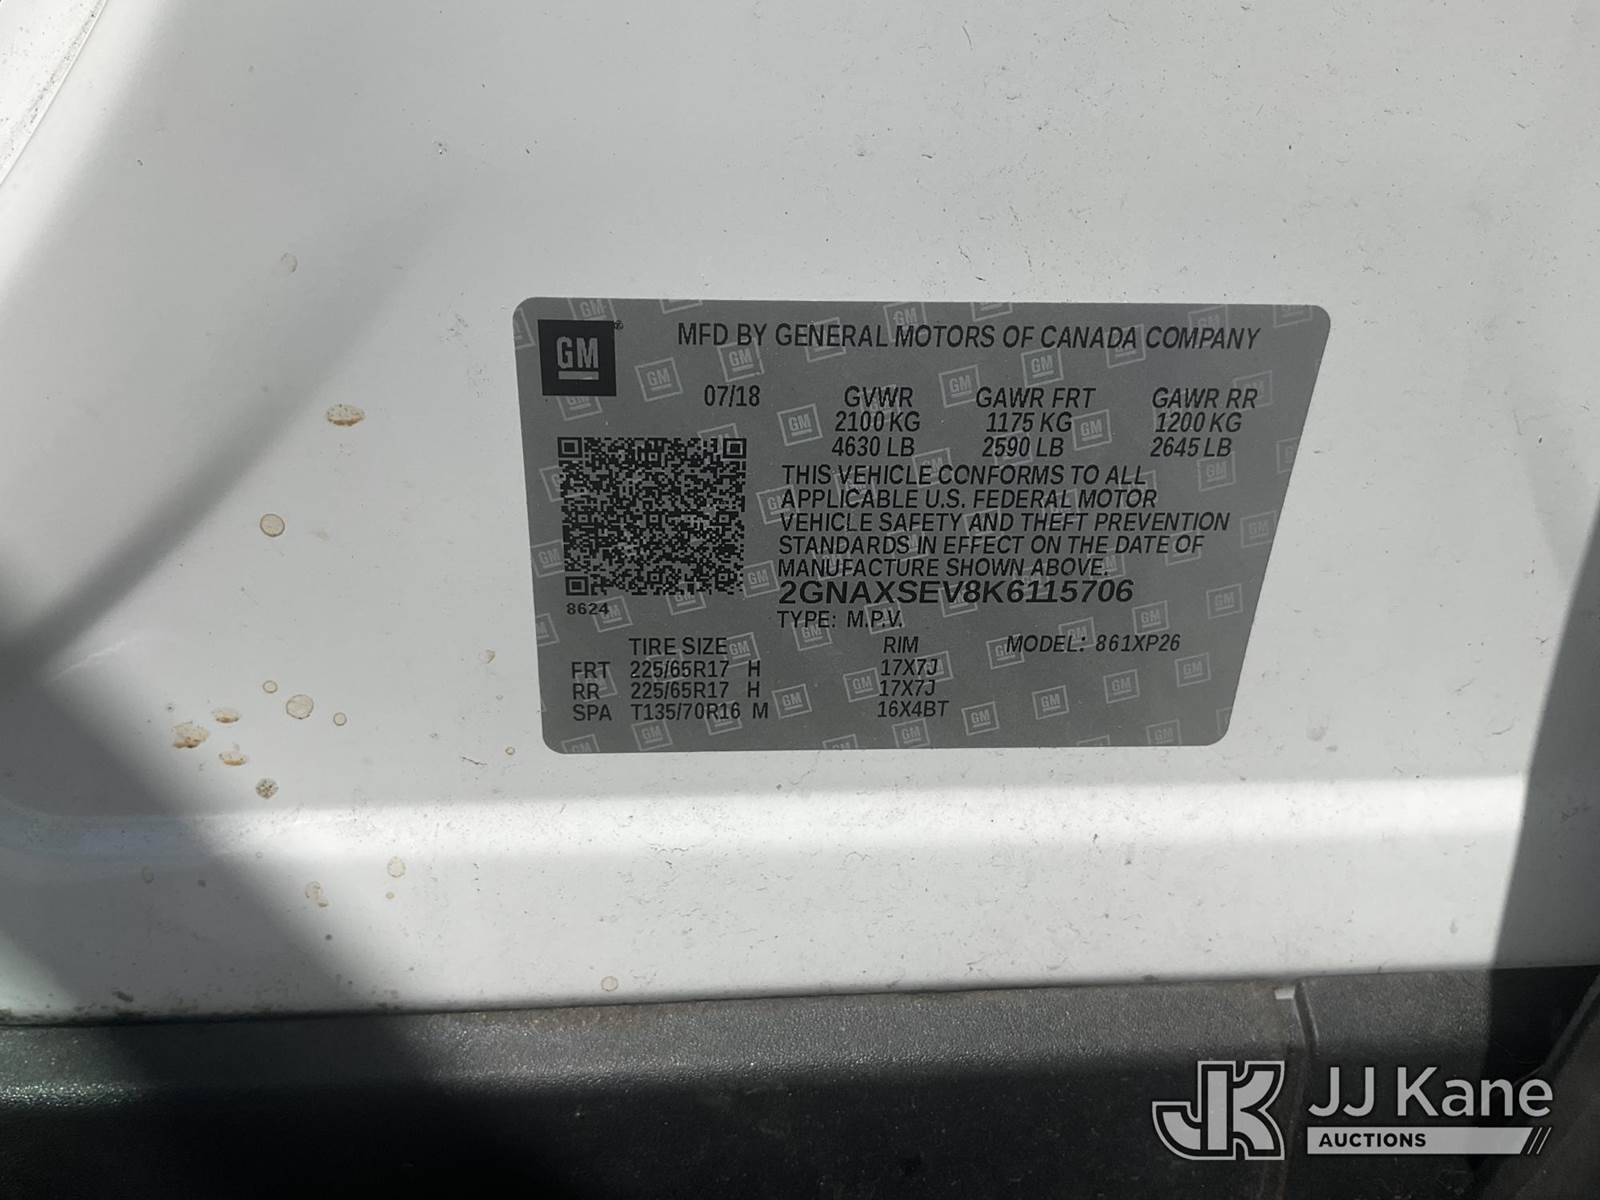 GM
MFD BY GENERAL MOTORS OF CANADA COMPANY
07/18 GVWR GAWR FRT GAWR RR
2100 KG 1175 KG 1200 KG
4630 LB 2590 LB 2645 LB
THIS VEHICLE CONFORMS TO ALL
APPLICABLE U.S. FEDERAL MOTOR
VEHICLE SAFETY AND THEFT PREVENTION
STANDARDS IN EFFECT ON THE DATE OF
MANUFACTURE SHOWN ABOVE.
2GNAXSEV8K6115706
8624
TYPE: M.P.V.
TIRE SIZE RIM MODEL: 861XP26
FRT 225/65R17 H 17X7J
RR 225/65R17 H 17X7J
SPA T135/70R16 M 16X4BT
JK JJ Kane
AUCTIONS